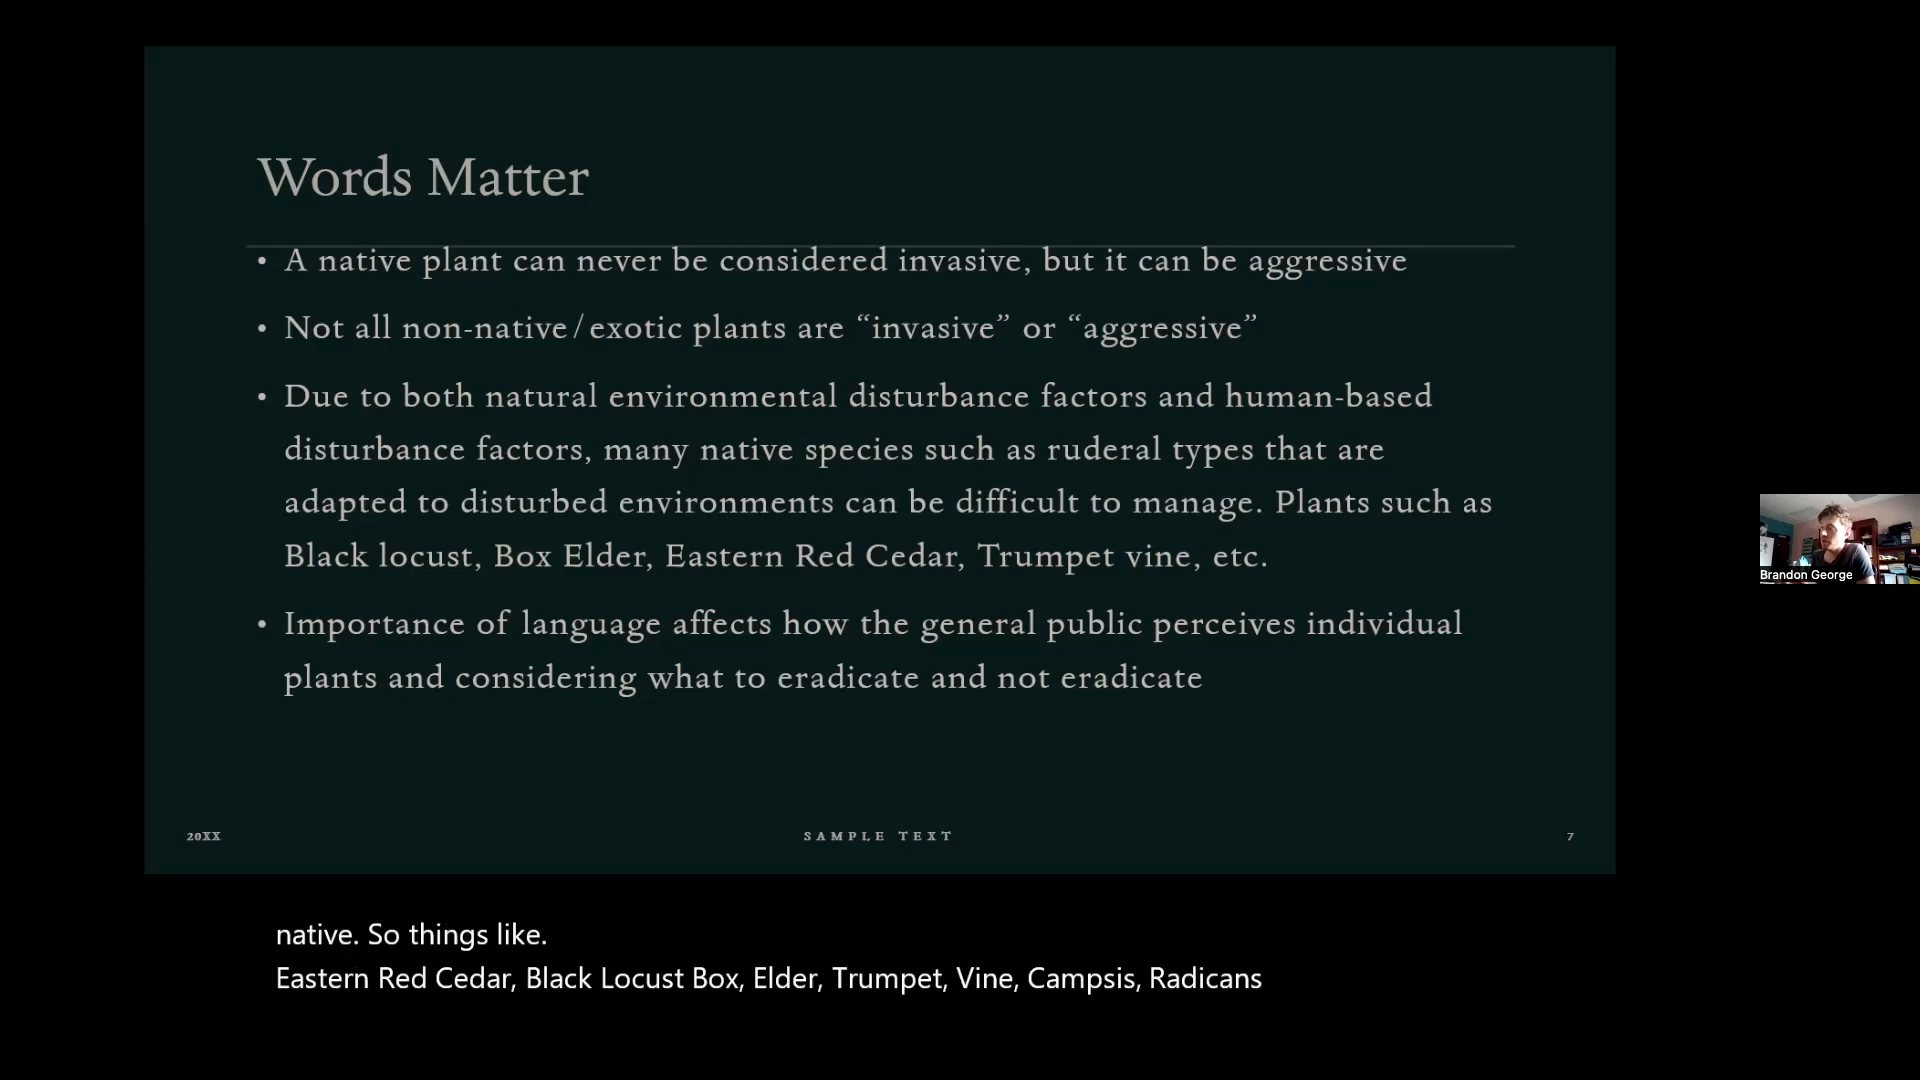 Words Matter
• A native plant can never be considered invasive, but it can be aggressive
• Not all non-native/exotic plants are “invasive” or “aggressive”
• Due to both natural environmental disturbance factors and human-based
disturbance factors, many native species such as ruderal types that are
adapted to disturbed environments can be difficult to manage. Plants such as
Black locust, Box Elder, Eastern Red Cedar, Trumpet vine, etc.
• Importance of language affects how the general public perceives individual
plants and considering what to eradicate and not eradicate
20XX
SAMPLE TEXT
7
Brandon George
native. So things like.
Eastern Red Cedar, Black Locust Box, Elder, Trumpet, Vine, Campsis, Radicans